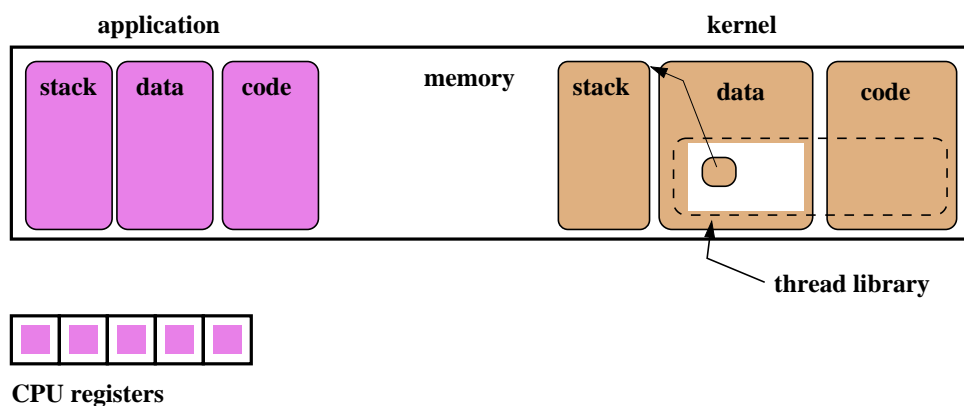 application
kernel
stack
data
code
memory
stack
data
code
thread library
CPU registers